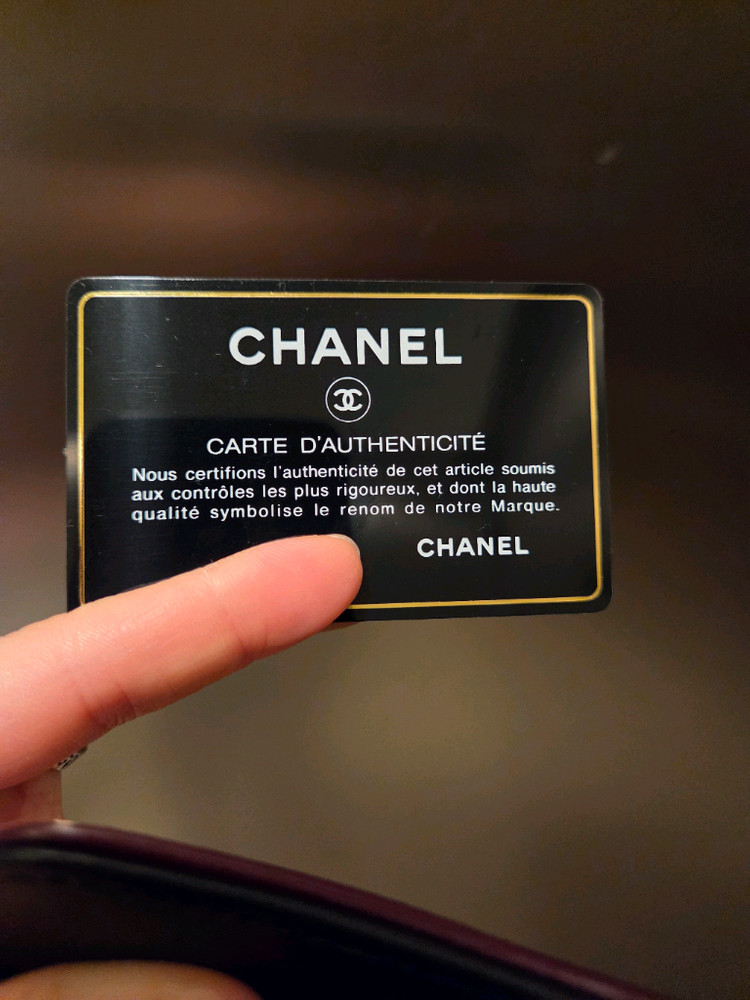 CHANEL
CARTE D'AUTHENTICITÉ
Nous certifions l'authenticité de cet article soumis
aux contrôles les plus rigoureux, et dont la haute
qualité symbolise le renom de notre Marque.
CHANEL